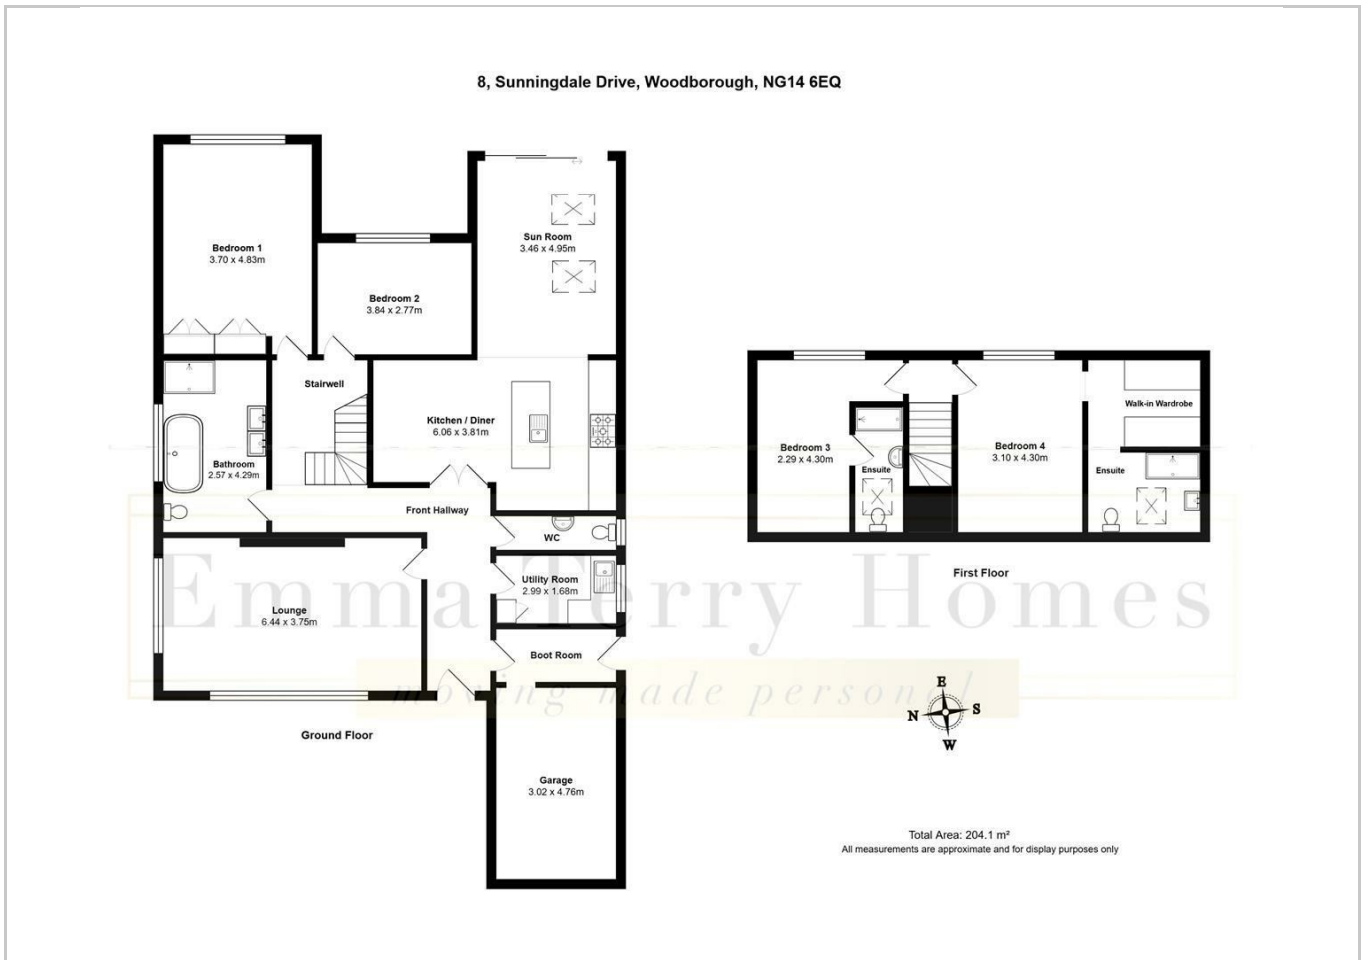 8, Sunningdale Drive, Woodborough, NG14 6EQ
Bedroom 1
3.70 x 4.83m
Bedroom 2
3.84 x 2.77m
Sun Room
3.46 x 4.95m
Stairwell
Kitchen / Diner
6.06 x 3.81m
Bathroom
2.57 x 4.29m
Front Hallway
WC
Utility Room
2.99 x 1.68m
Lounge
6.44 x 3.75m
Boot Room
Garage
3.02 x 4.76m
Ground Floor
Bedroom 3
2.29 x 4.30m
Ensuite
Bedroom 4
3.10 x 4.30m
Walk-in Wardrobe
Ensuite
First Floor
Emma Terry Homes
moving made personal
E
N
S
W
Total Area: 204.1 m²
All measurements are approximate and for display purposes only